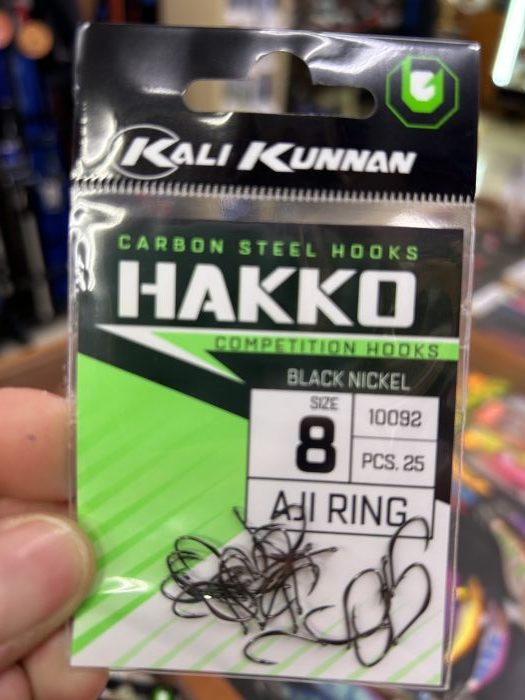 KALI KUNNAN
CARBON STEEL HOOKS
HAKKO
COMPETITION HOOKS
BLACK NICKEL
SIZE
8
10092
PCS. 25
AJI RING